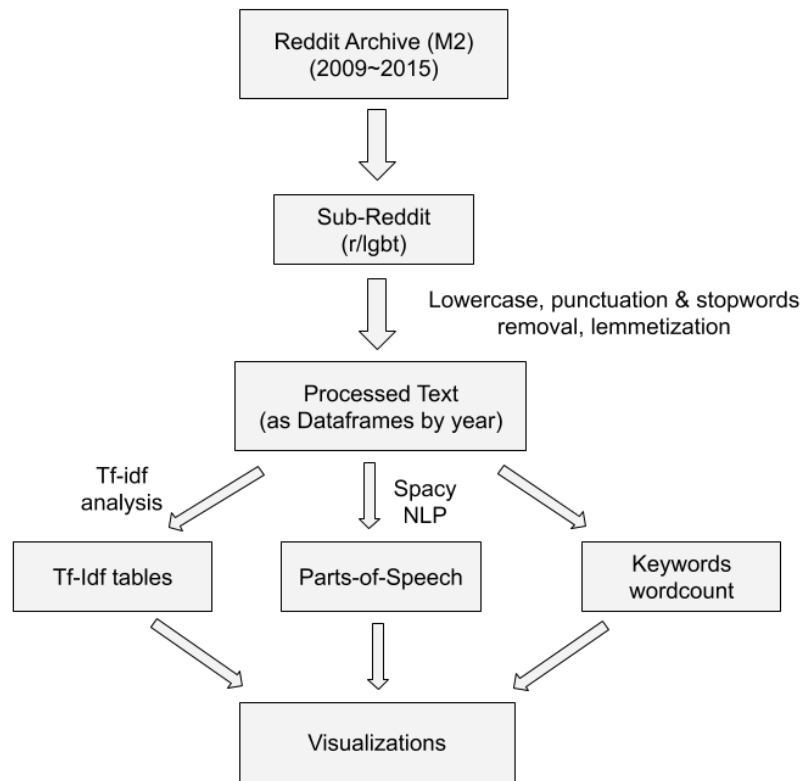 Reddit Archive (M2)
(2009~2015)
Sub-Reddit
(r/lgbt)
Lowercase, punctuation & stopwords
removal, lemmetization
Processed Text
(as Dataframes by year)
Tf-idf
analysis
Spacy
NLP
Tf-Idf tables
Parts-of-Speech
Keywords
wordcount
Visualizations